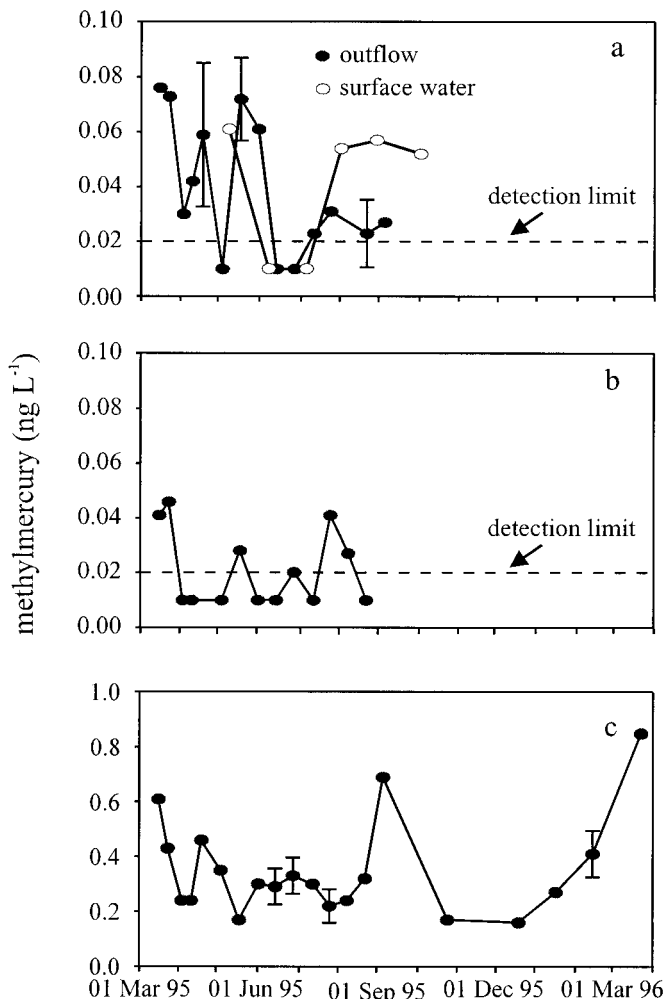 0.10
a
outflow
surface water
0.08
0.06
0.04
detection limit
0.02
0.00
methylmercury (ng L-1)
0.10
b
0.08
0.06
0.04
detection limit
0.02
0.00
1.0
c
0.8
0.6
0.4
0.2
0.0
01 Mar 95 01 Jun 95 01 Sep 95 01 Dec 95 01 Mar 96